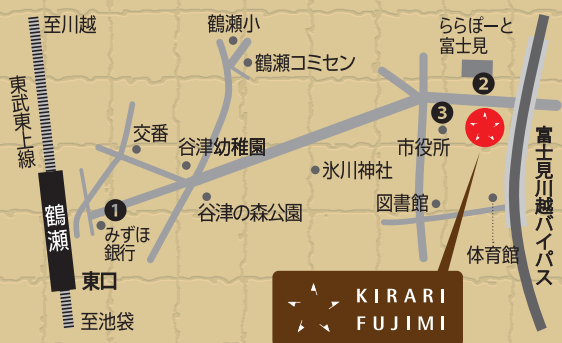 至川越
東武東上線
鶴瀬小
鶴瀬コミセン
ららぽーと
富士見
❷
❸
交番
谷津幼稚園
市役所
氷川神社
富士見川越バイパス
鶴瀬
❶
みずほ
銀行
谷津の森公園
図書館
体育館
東口
至池袋
KIRARI
FUJIMI